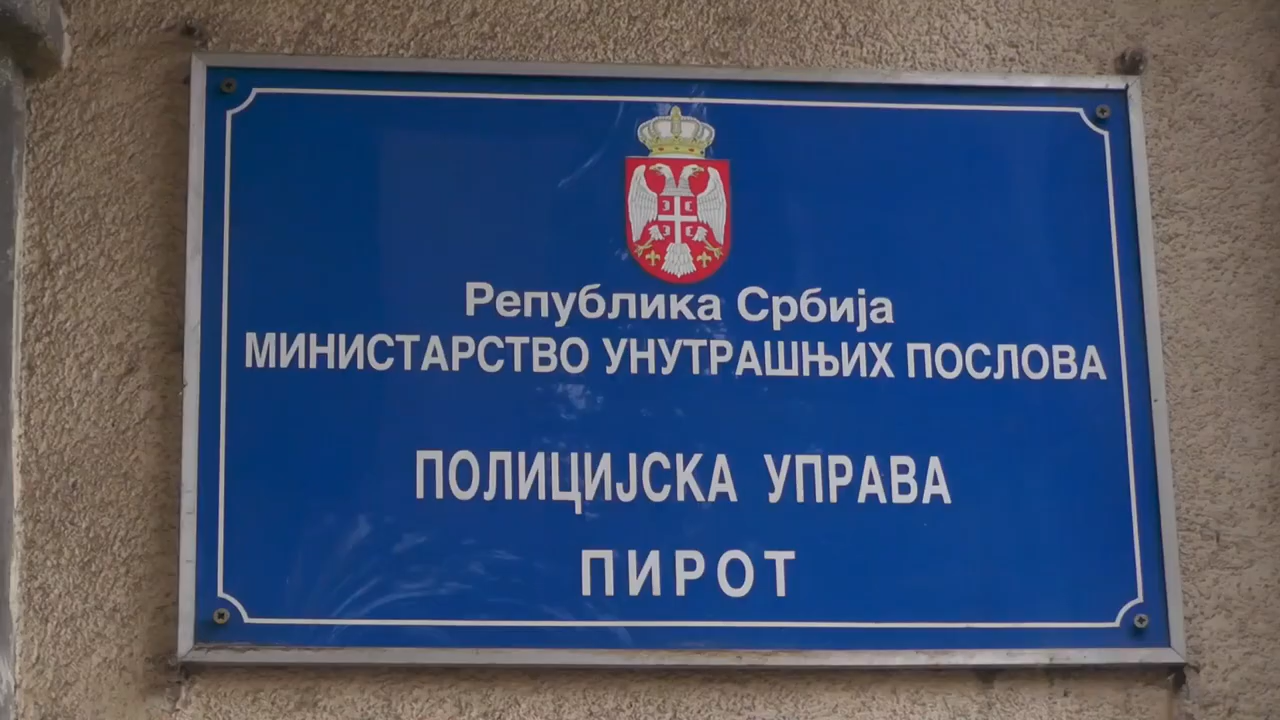 Република Србија
МИНИСТАРСТВО УНУТРАШЊИХ ПОСЛОВА
ПОЛИЦИЈСКА УПРАВА
ПИРОТ